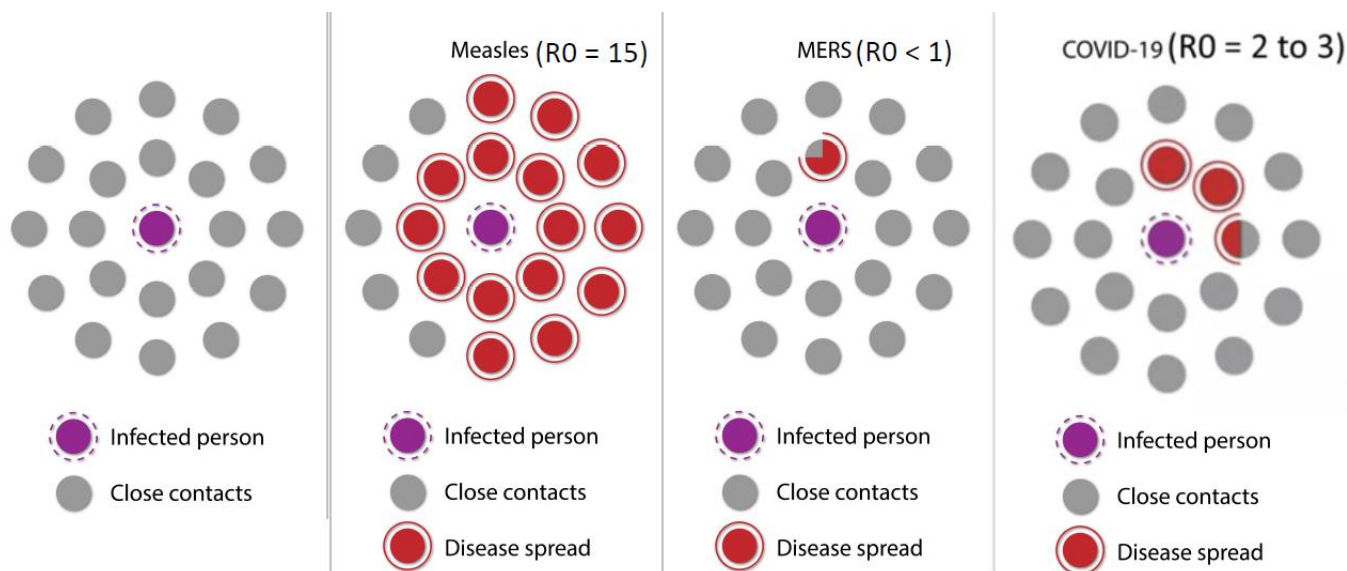 Measles (R0 = 15)
MERS (R0 < 1)
COVID-19 (R0 = 2 to 3)
Infected person
Close contacts
Infected person
Close contacts
Disease spread
Infected person
Close contacts
Disease spread
Infected person
Close contacts
Disease spread